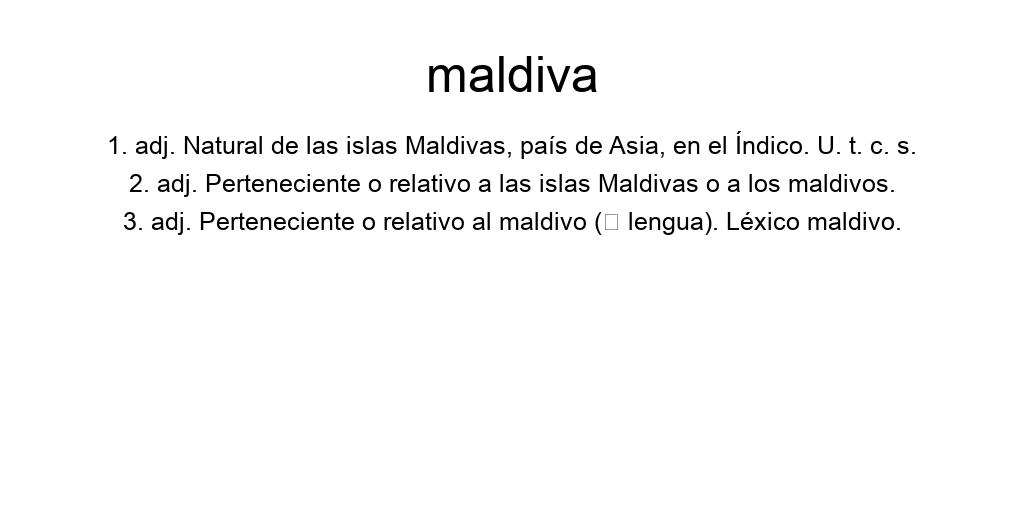 maldiva
1. adj. Natural de las islas Maldivas, país de Asia, en el Índico. U. t. c. s.
2. adj. Perteneciente o relativo a las islas Maldivas o a los maldivos.
3. adj. Perteneciente o relativo al maldivo (□ lengua). Léxico maldivo.